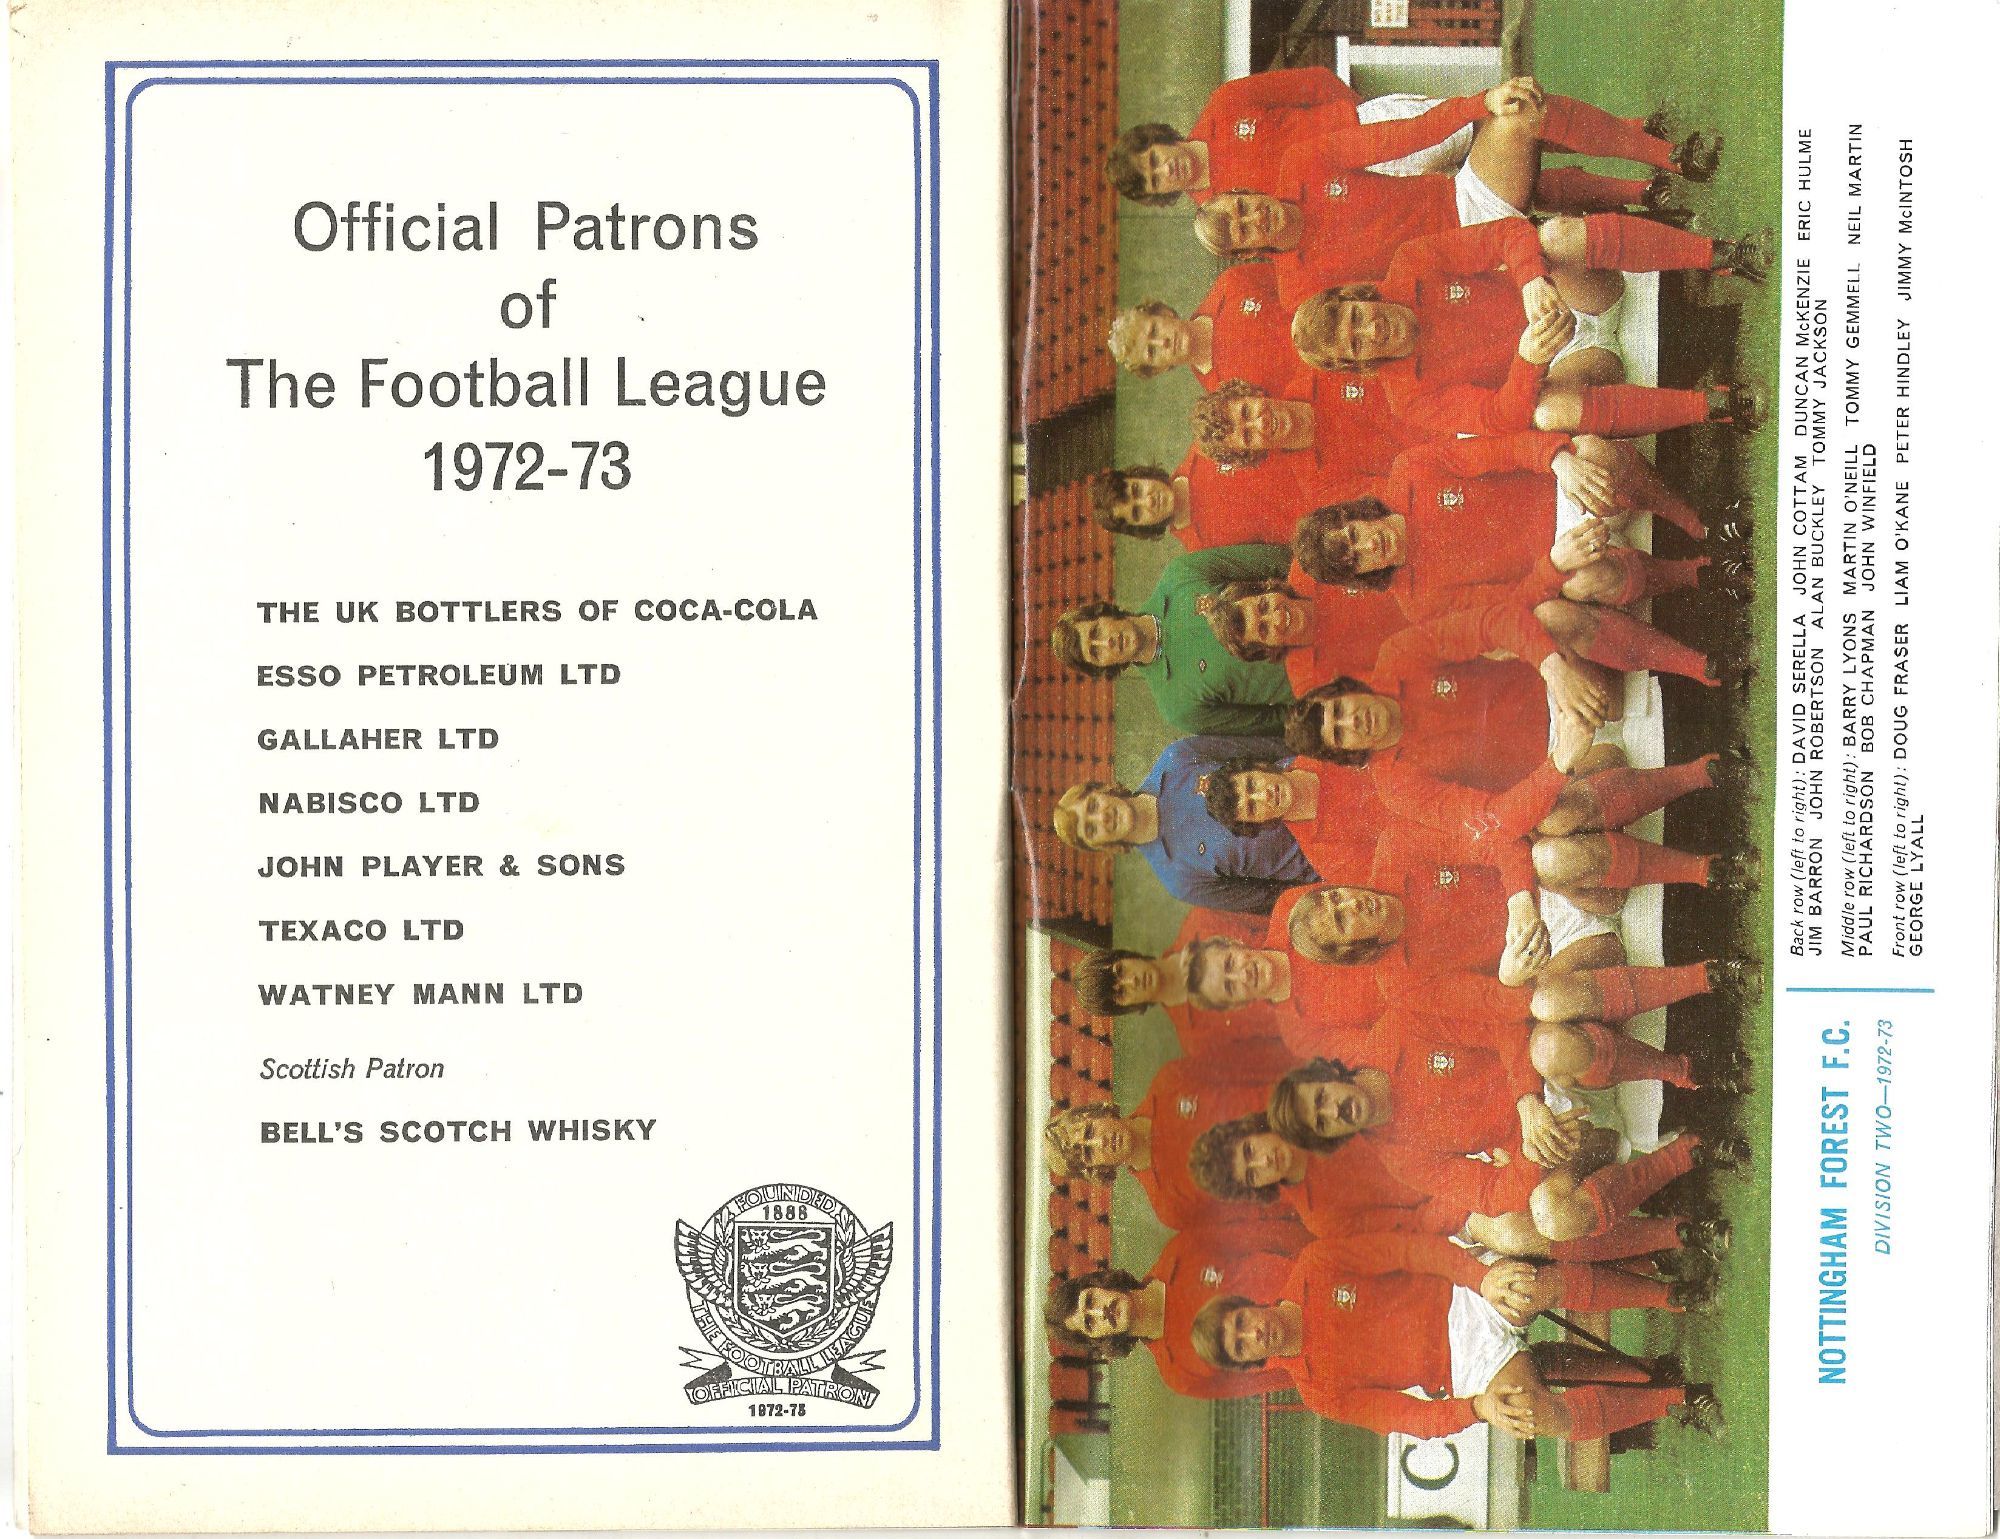 Official Patrons
of
The Football League
1972-73
THE UK BOTTLERS OF COCA-COLA
ESSO PETROLEUM LTD
GALLAHER LTD
NABISCO LTD
JOHN PLAYER & SONS
TEXACO LTD
WATNEY MANN LTD
Scottish Patron
BELL'S SCOTCH WHISKY
FOUNDED
1888
THE FOOTBALL LEAGUE
OFFICIAL PATRON
1972-73
C
NOTTINGHAM FOREST F.C.
DIVISION TWO—1972-73
Back row (left to right): DAVID SERELLA JOHN COTTAM DUNCAN McKENZIE ERIC HULME
JIM BARRON JOHN ROBERTSON ALAN BUCKLEY TOMMY JACKSON
Middle row (left to right): BARRY LYONS MARTIN O'NEILL TOMMY GEMMELL NEIL MARTIN
PAUL RICHARDSON BOB CHAPMAN JOHN WINFIELD
Front row (left to right): DOUG FRASER LIAM O'KANE PETER HINDLEY JIMMY McINTOSH
GEORGE LYALL